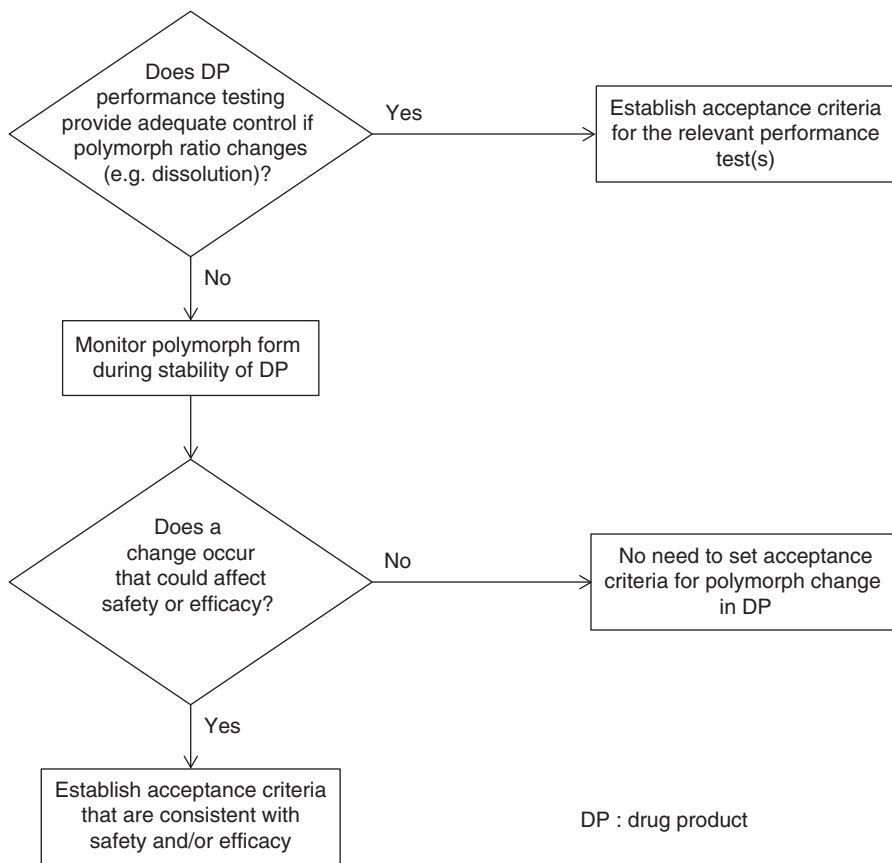 Does DP
performance testing
provide adequate control if
polymorph ratio changes
(e.g. dissolution)?
Yes
Establish acceptance criteria
for the relevant performance
test(s)
No
Monitor polymorph form
during stability of DP
Does a
change occur
that could affect
safety or efficacy?
No
No need to set acceptance
criteria for polymorph change
in DP
Yes
Establish acceptance criteria
that are consistent with
safety and/or efficacy
DP : drug product